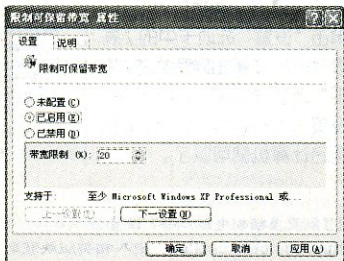 限制可保留带宽 属性
设置 说明
限制可保留带宽
未配置(C)
已启用(E)
已禁用(D)
带宽限制 (%): 20
支持于: 至少 Microsoft Windows XP Professional 或...
上一设置(P) 下一设置(N)
确定 取消 应用(A)